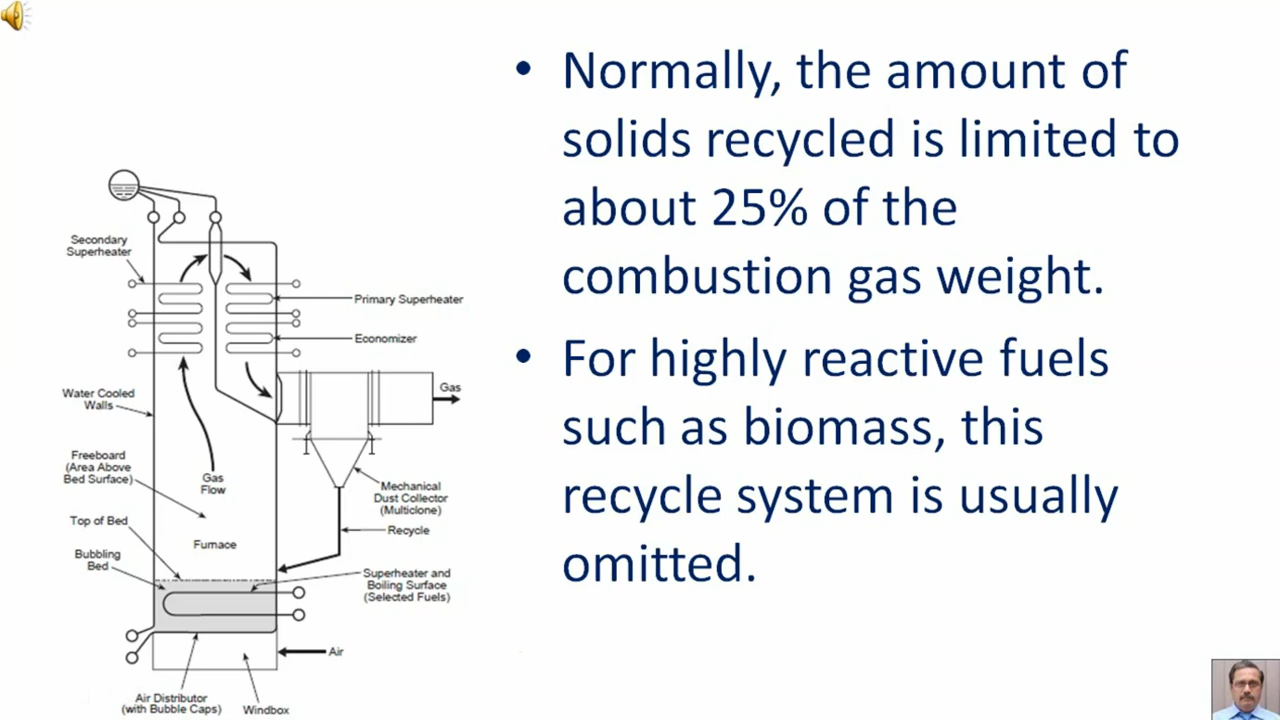 • Normally, the amount of
solids recycled is limited to
about 25% of the
combustion gas weight.
• For highly reactive fuels
such as biomass, this
recycle system is usually
omitted.
Secondary
Superheater
Primary Superheater
Economizer
Water Cooled
Walls
Gas
Freeboard
(Area Above
Bed Surface)
Gas
Flow
Mechanical
Dust Collector
(Multiclone)
Top of Bed
Recycle
Furnace
Bubbling
Bed
Superheater and
Boiling Surface
(Selected Fuels)
Air
Air Distributor
(with Bubble Caps)
Windbox